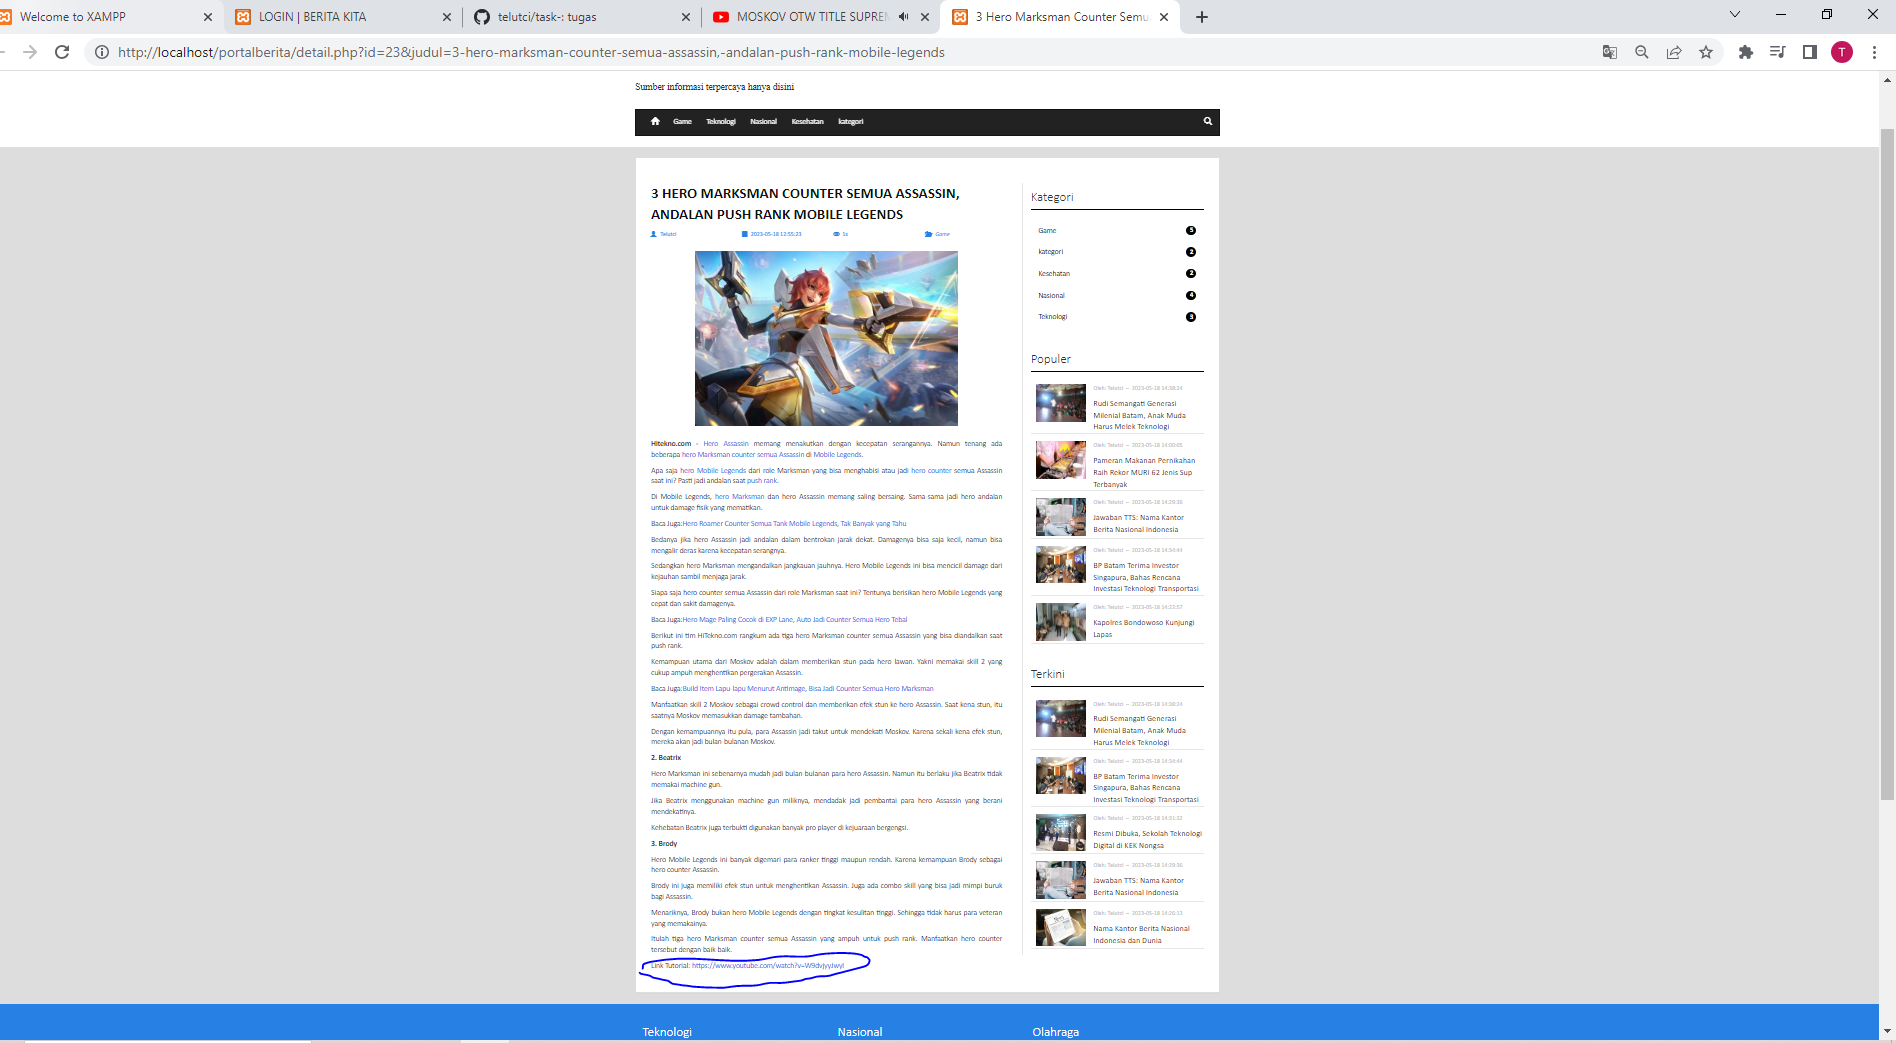 Welcome to XAMPP
LOGIN | BERITA KITA
telutci/task-: tugas
MOSKOV OTW TITLE SUPREM
3 Hero Marksman Counter Semu
http://localhost/portalberita/detail.php?id=23&judul=3-hero-marksman-counter-semua-assassin,-andalan-push-rank-mobile-legends
T
Sumber informasi terpercaya hanya disini
Game Teknologi Nasional Kesehatan kategori
3 HERO MARKSMAN COUNTER SEMUA ASSASSIN,
ANDALAN PUSH RANK MOBILE LEGENDS
Telutci 2023-05-18 12:55:23 1x Game
Hitekno.com - Hero Assassin memang menakutkan dengan kecepatan serangannya. Namun tenang ada
beberapa hero Marksman counter semua Assassin di Mobile Legends.
Apa saja hero Mobile Legends dari role Marksman yang bisa menghabisi atau jadi hero counter semua Assassin
saat ini? Pasti jadi andalan saat push rank.
Di Mobile Legends, hero Marksman dan hero Assassin memang saling bersaing. Sama sama jadi hero andalan
untuk damage fisik yang mematikan.
Baca Juga:Hero Roamer Counter Semua Tank Mobile Legends, Tak Banyak yang Tahu
Bedanya jika hero Assassin jadi andalan dalam bentrokan jarak dekat. Damagenya bisa saja kecil, namun bisa
mengalir deras karena kecepatan serangnya.
Sedangkan hero Marksman mengandalkan jangkauan jauhnya. Hero Mobile Legends ini bisa mencicil damage dari
kejauhan sambil menjaga jarak.
Siapa saja hero counter semua Assassin dari role Marksman saat ini? Tentunya berisikan hero Mobile Legends yang
cepat dan sakit damagenya.
Baca Juga:Hero Mage Paling Cocok di EXP Lane, Auto Jadi Counter Semua Hero Tebal
Berikut ini tim HiTekno.com rangkum ada tiga hero Marksman counter semua Assassin yang bisa diandalkan saat
push rank.
Kemampuan utama dari Moskov adalah dalam memberikan stun pada hero lawan. Yakni memakai skill 2 yang
cukup ampuh menghentikan pergerakan Assassin.
Baca Juga:Build Item Lapu-lapu Menurut Antimage, Bisa Jadi Counter Semua Hero Marksman
Manfaatkan skill 2 Moskov sebagai crowd control dan memberikan efek stun ke hero Assassin. Saat kena stun, itu
saatnya Moskov memasukkan damage tambahan.
Dengan kemampuannya itu pula, para Assassin jadi takut untuk mendekati Moskov. Karena sekali kena efek stun,
mereka akan jadi bulan bulanan Moskov.
2. Beatrix
Hero Marksman ini sebenarnya mudah jadi bulan bulanan para hero Assassin. Namun itu berlaku jika Beatrix tidak
memakai machine gun.
Jika Beatrix menggunakan machine gun miliknya, mendadak jadi pembantai para hero Assassin yang berani
mendekatinya.
Kehebatan Beatrix juga terbukti digunakan banyak pro player di kejuaraan bergengsi.
3. Brody
Hero Mobile Legends ini banyak digemari para ranker tinggi maupun rendah. Karena kemampuan Brody sebagai
hero counter Assassin.
Brody ini juga memiliki efek stun untuk menghentikan Assassin. Juga ada combo skill yang bisa jadi mimpi buruk
bagi Assassin.
Menariknya, Brody bukan hero Mobile Legends dengan tingkat kesulitan tinggi. Sehingga tidak harus para veteran
yang memakainya.
Itulah tiga hero Marksman counter semua Assassin yang ampuh untuk push rank. Manfaatkan hero counter
tersebut dengan baik baik.
Link Tutorial: https://www.youtube.com/watch?v=W9dvjyyJwyI
Kategori
Game 5
kategori 2
Kesehatan 2
Nasional 4
Teknologi 3
Populer
Oleh: Telutci - 2023-05-18 14:38:24
Rudi Semangati Generasi
Milenial Batam, Anak Muda
Harus Melek Teknologi
Oleh: Telutci - 2023-05-18 14:00:05
Pameran Makanan Pernikahan
Raih Rekor MURI 62 Jenis Sup
Terbanyak
Oleh: Telutci - 2023-05-18 14:29:36
Jawaban TTS: Nama Kantor
Berita Nasional Indonesia
Oleh: Telutci - 2023-05-18 14:34:44
BP Batam Terima Investor
Singapura, Bahas Rencana
Investasi Teknologi Transportasi
Oleh: Telutci - 2023-05-18 14:22:57
Kapolres Bondowoso Kunjungi
Lapas
Terkini
Oleh: Telutci - 2023-05-18 14:38:24
Rudi Semangati Generasi
Milenial Batam, Anak Muda
Harus Melek Teknologi
Oleh: Telutci - 2023-05-18 14:34:44
BP Batam Terima Investor
Singapura, Bahas Rencana
Investasi Teknologi Transportasi
Oleh: Telutci - 2023-05-18 14:31:32
Resmi Dibuka, Sekolah Teknologi
Digital di KEK Nongsa
Oleh: Telutci - 2023-05-18 14:29:36
Jawaban TTS: Nama Kantor
Berita Nasional Indonesia
Oleh: Telutci - 2023-05-18
Nama Kantor Berita Nasional
Indonesia dan Dunia
Teknologi Nasional Olahraga